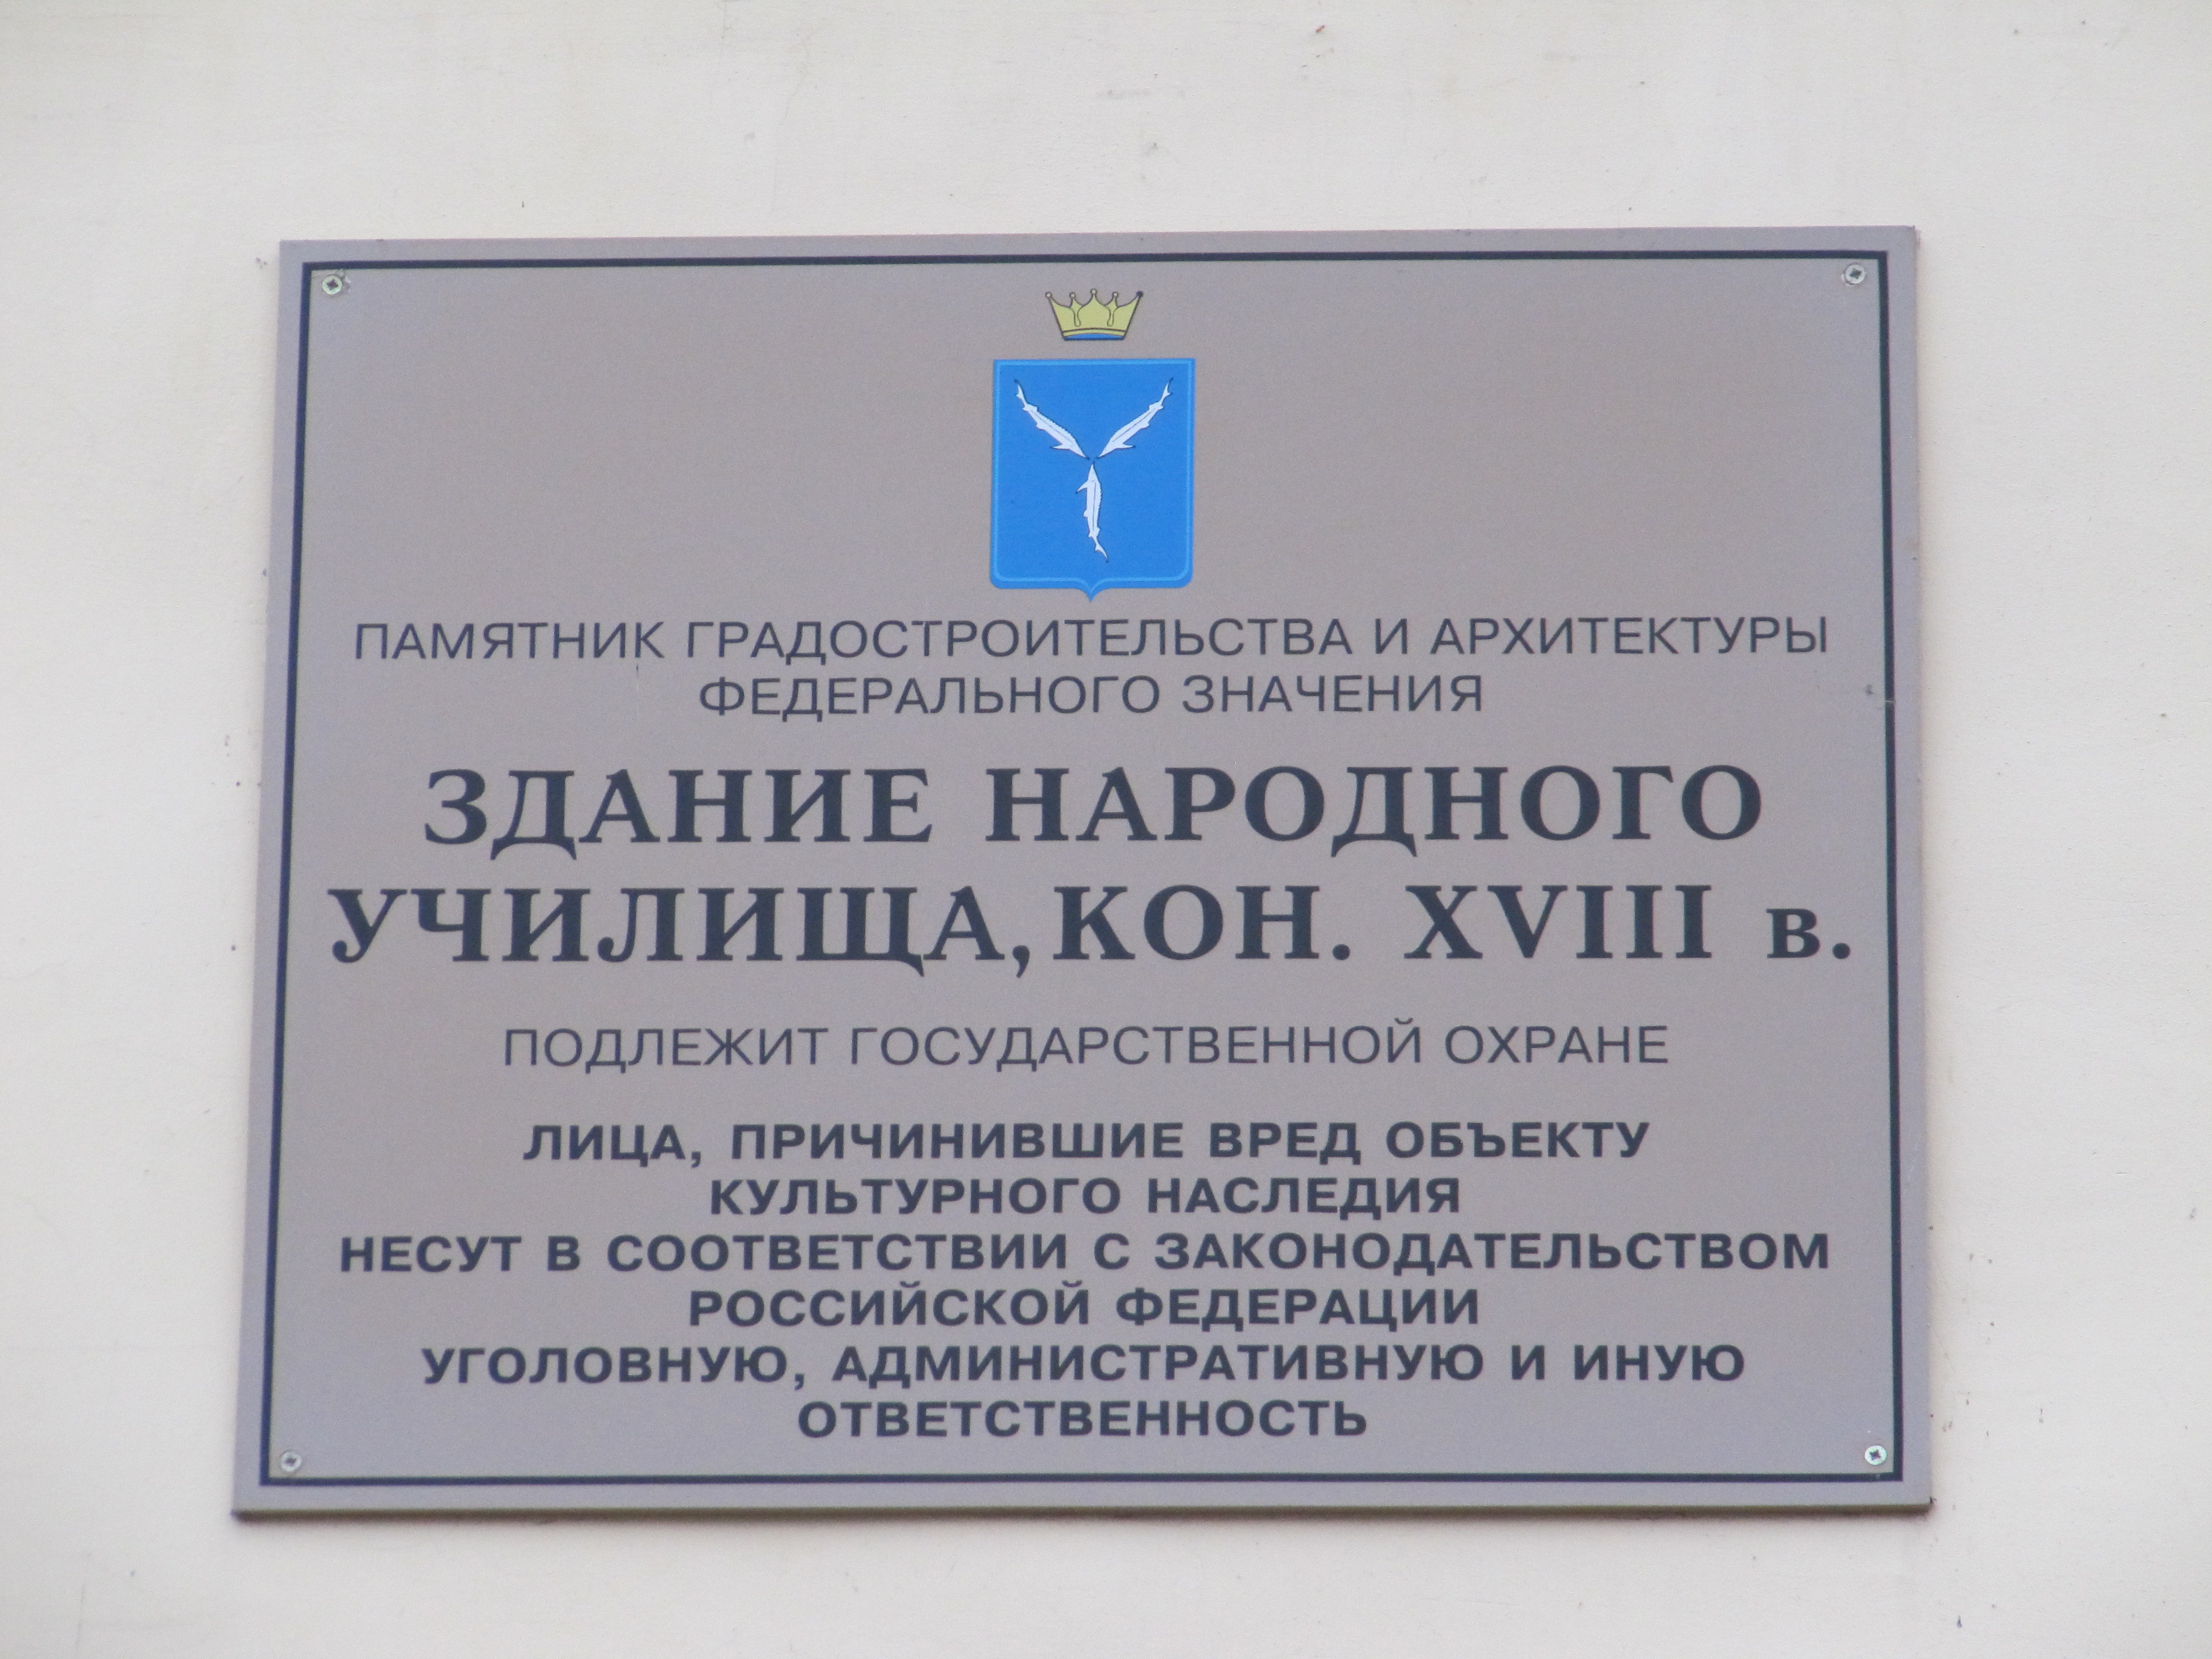 ПАМЯТНИК ГРАДОСТРОИТЕЛЬСТВА И АРХИТЕКТУРЫ
ФЕДЕРАЛЬНОГО ЗНАЧЕНИЯ
ЗДАНИЕ НАРОДНОГО
УЧИЛИЩА, КОН. XVIII в.
ПОДЛЕЖИТ ГОСУДАРСТВЕННОЙ ОХРАНЕ
ЛИЦА, ПРИЧИНИВШИЕ ВРЕД ОБЪЕКТУ
КУЛЬТУРНОГО НАСЛЕДИЯ
НЕСУТ В СООТВЕТСТВИИ С ЗАКОНОДАТЕЛЬСТВОМ
РОССИЙСКОЙ ФЕДЕРАЦИИ
УГОЛОВНУЮ, АДМИНИСТРАТИВНУЮ И ИНУЮ
ОТВЕТСТВЕННОСТЬ